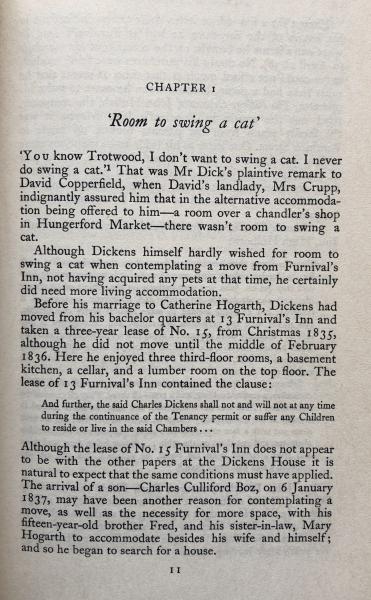 CHAPTER 1
'Room to swing a cat'
'You know Trotwood, I don't want to swing a cat. I never
do swing a cat.'¹ That was Mr Dick's plaintive remark to
David Copperfield, when David's landlady, Mrs Crupp,
indignantly assured him that in the alternative accommoda-
tion being offered to him—a room over a chandler's shop
in Hungerford Market—there wasn't room to swing a
cat.
Although Dickens himself hardly wished for room to
swing a cat when contemplating a move from Furnival's
Inn, not having acquired any pets at that time, he certainly
did need more living accommodation.
Before his marriage to Catherine Hogarth, Dickens had
moved from his bachelor quarters at 13 Furnival's Inn and
taken a three-year lease of No. 15, from Christmas 1835,
although he did not move until the middle of February
1836. Here he enjoyed three third-floor rooms, a basement
kitchen, a cellar, and a lumber room on the top floor. The
lease of 13 Furnival's Inn contained the clause:
And further, the said Charles Dickens shall not and will not at any time
during the continuance of the Tenancy permit or suffer any Children
to reside or live in the said Chambers . . .
Although the lease of No. 15 Furnival's Inn does not appear
to be with the other papers at the Dickens House it is
natural to expect that the same conditions must have applied.
The arrival of a son—Charles Culliford Boz, on 6 January
1837, may have been another reason for contemplating a
move, as well as the necessity for more space, with his
fifteen-year-old brother Fred, and his sister-in-law, Mary
Hogarth to accommodate besides his wife and himself;
and so he began to search for a house.
11